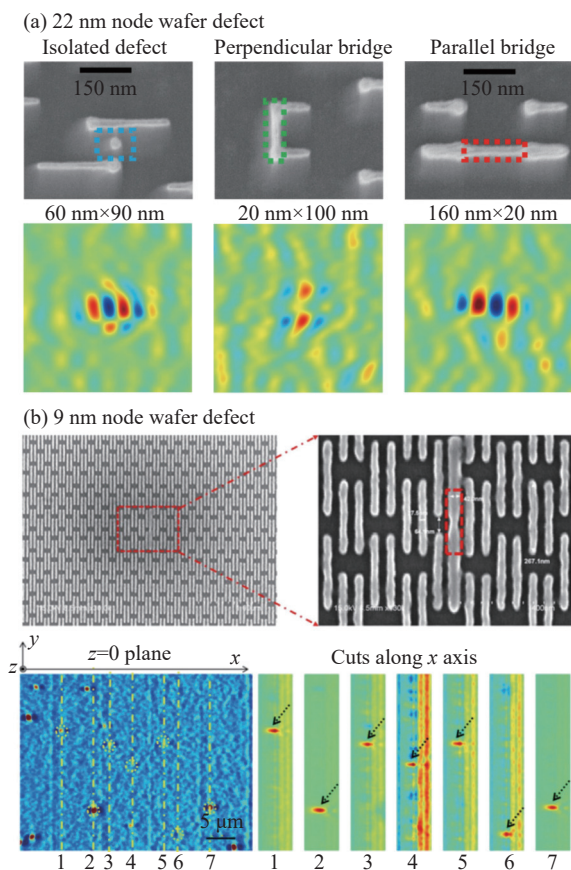 (a) 22 nm node wafer defect
Isolated defect
Perpendicular bridge
Parallel bridge
150 nm
150 nm
60 nm×90 nm
20 nm×100 nm
160 nm×20 nm
(b) 9 nm node wafer defect
267.1nm
y
z=0 plane
x
Cuts along x axis
z
5 μm
1 2 3 4 5 6 7
1 2 3 4 5 6 7